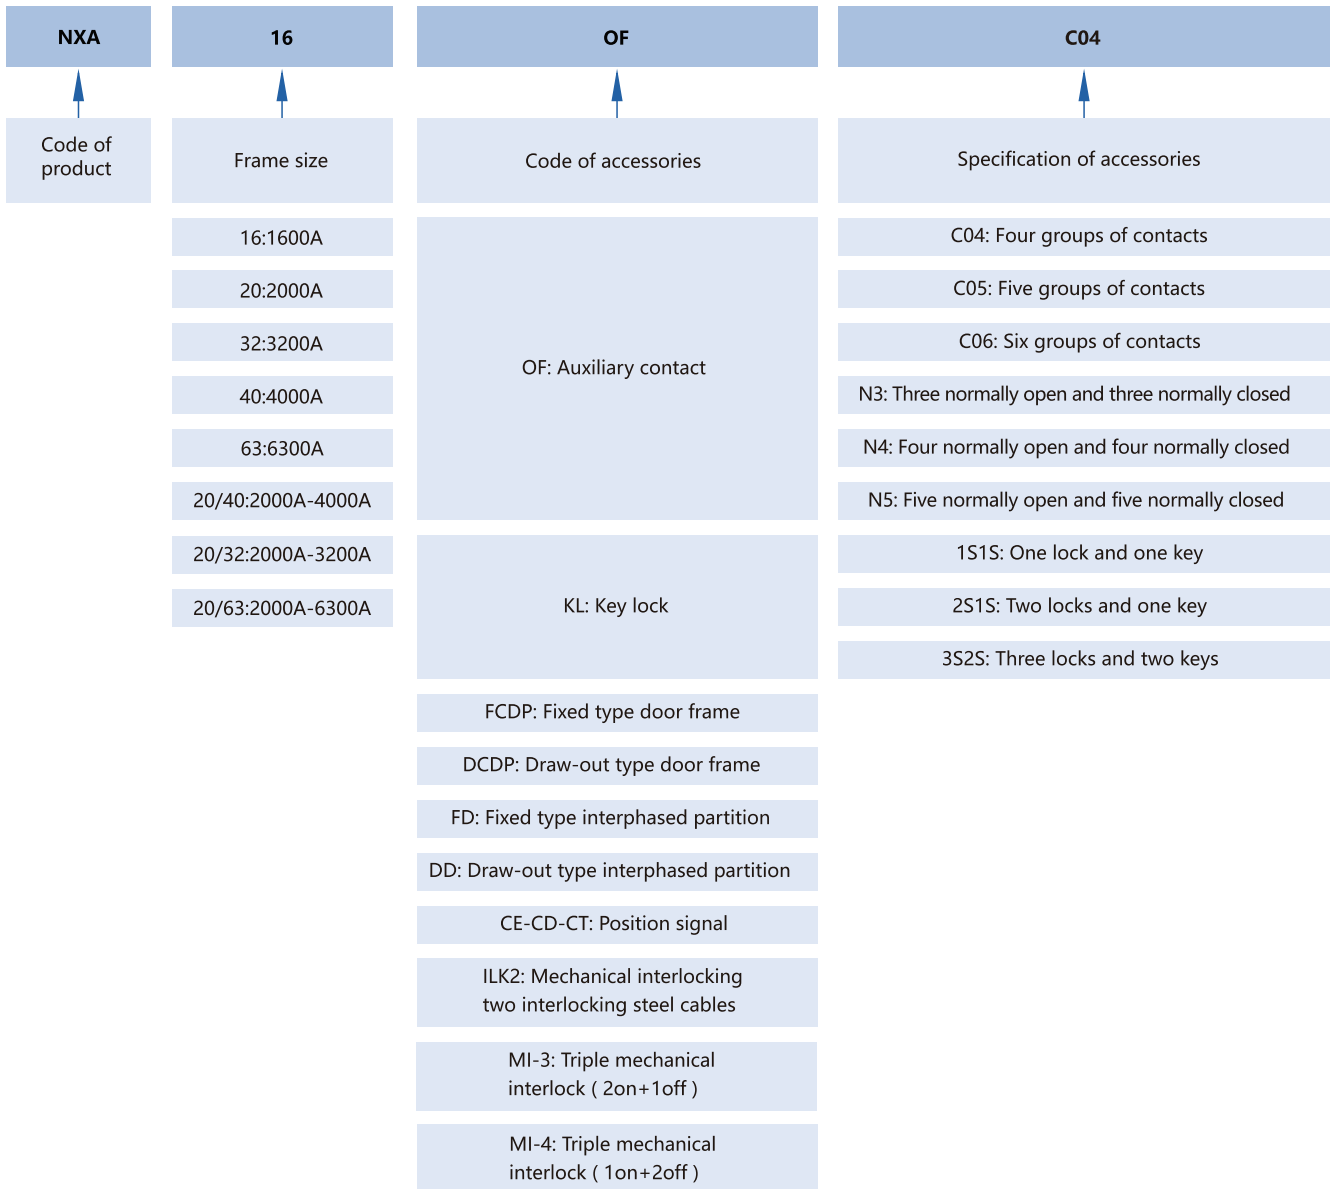 NXA
16
OF
C04
Code of
product
Frame size
Code of accessories
Specification of accessories
16:1600A
20:2000A
32:3200A
40:4000A
63:6300A
20/40:2000A-4000A
20/32:2000A-3200A
20/63:2000A-6300A
OF: Auxiliary contact
KL: Key lock
FCDP: Fixed type door frame
DCDP: Draw-out type door frame
FD: Fixed type interphased partition
DD: Draw-out type interphased partition
CE-CD-CT: Position signal
ILK2: Mechanical interlocking
two interlocking steel cables
MI-3: Triple mechanical
interlock ( 2on+1off )
MI-4: Triple mechanical
interlock ( 1on+2off )
C04: Four groups of contacts
C05: Five groups of contacts
C06: Six groups of contacts
N3: Three normally open and three normally closed
N4: Four normally open and four normally closed
N5: Five normally open and five normally closed
1S1S: One lock and one key
2S1S: Two locks and one key
3S2S: Three locks and two keys